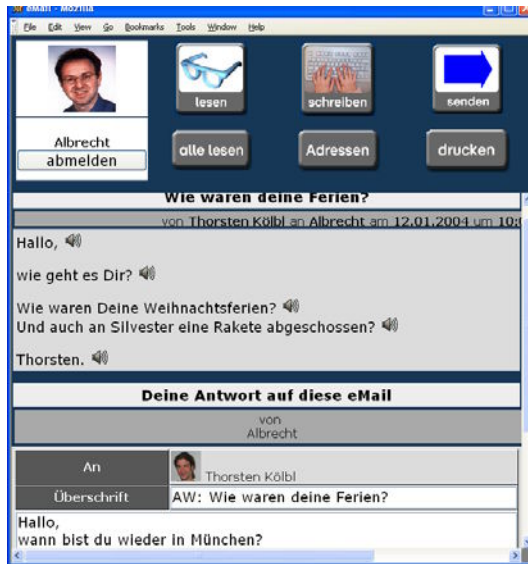 eMail - Mozilla
File Edit View Go Bookmarks Tools Window Help
lesen
schreiben
senden
Albrecht
abmelden
alle lesen
Adressen
drucken
Wie waren deine Ferien?
von Thorsten Kölbl an Albrecht am 12.01.2004 um 10:
Hallo,
wie geht es Dir?
Wie waren Deine Weihnachtsferien?
Und auch an Silvester eine Rakete abgeschossen?
Thorsten.
Deine Antwort auf diese eMail
von
Albrecht
An
Thorsten Kölbl
Überschrift
AW: Wie waren deine Ferien?
Hallo,
wann bist du wieder in München?